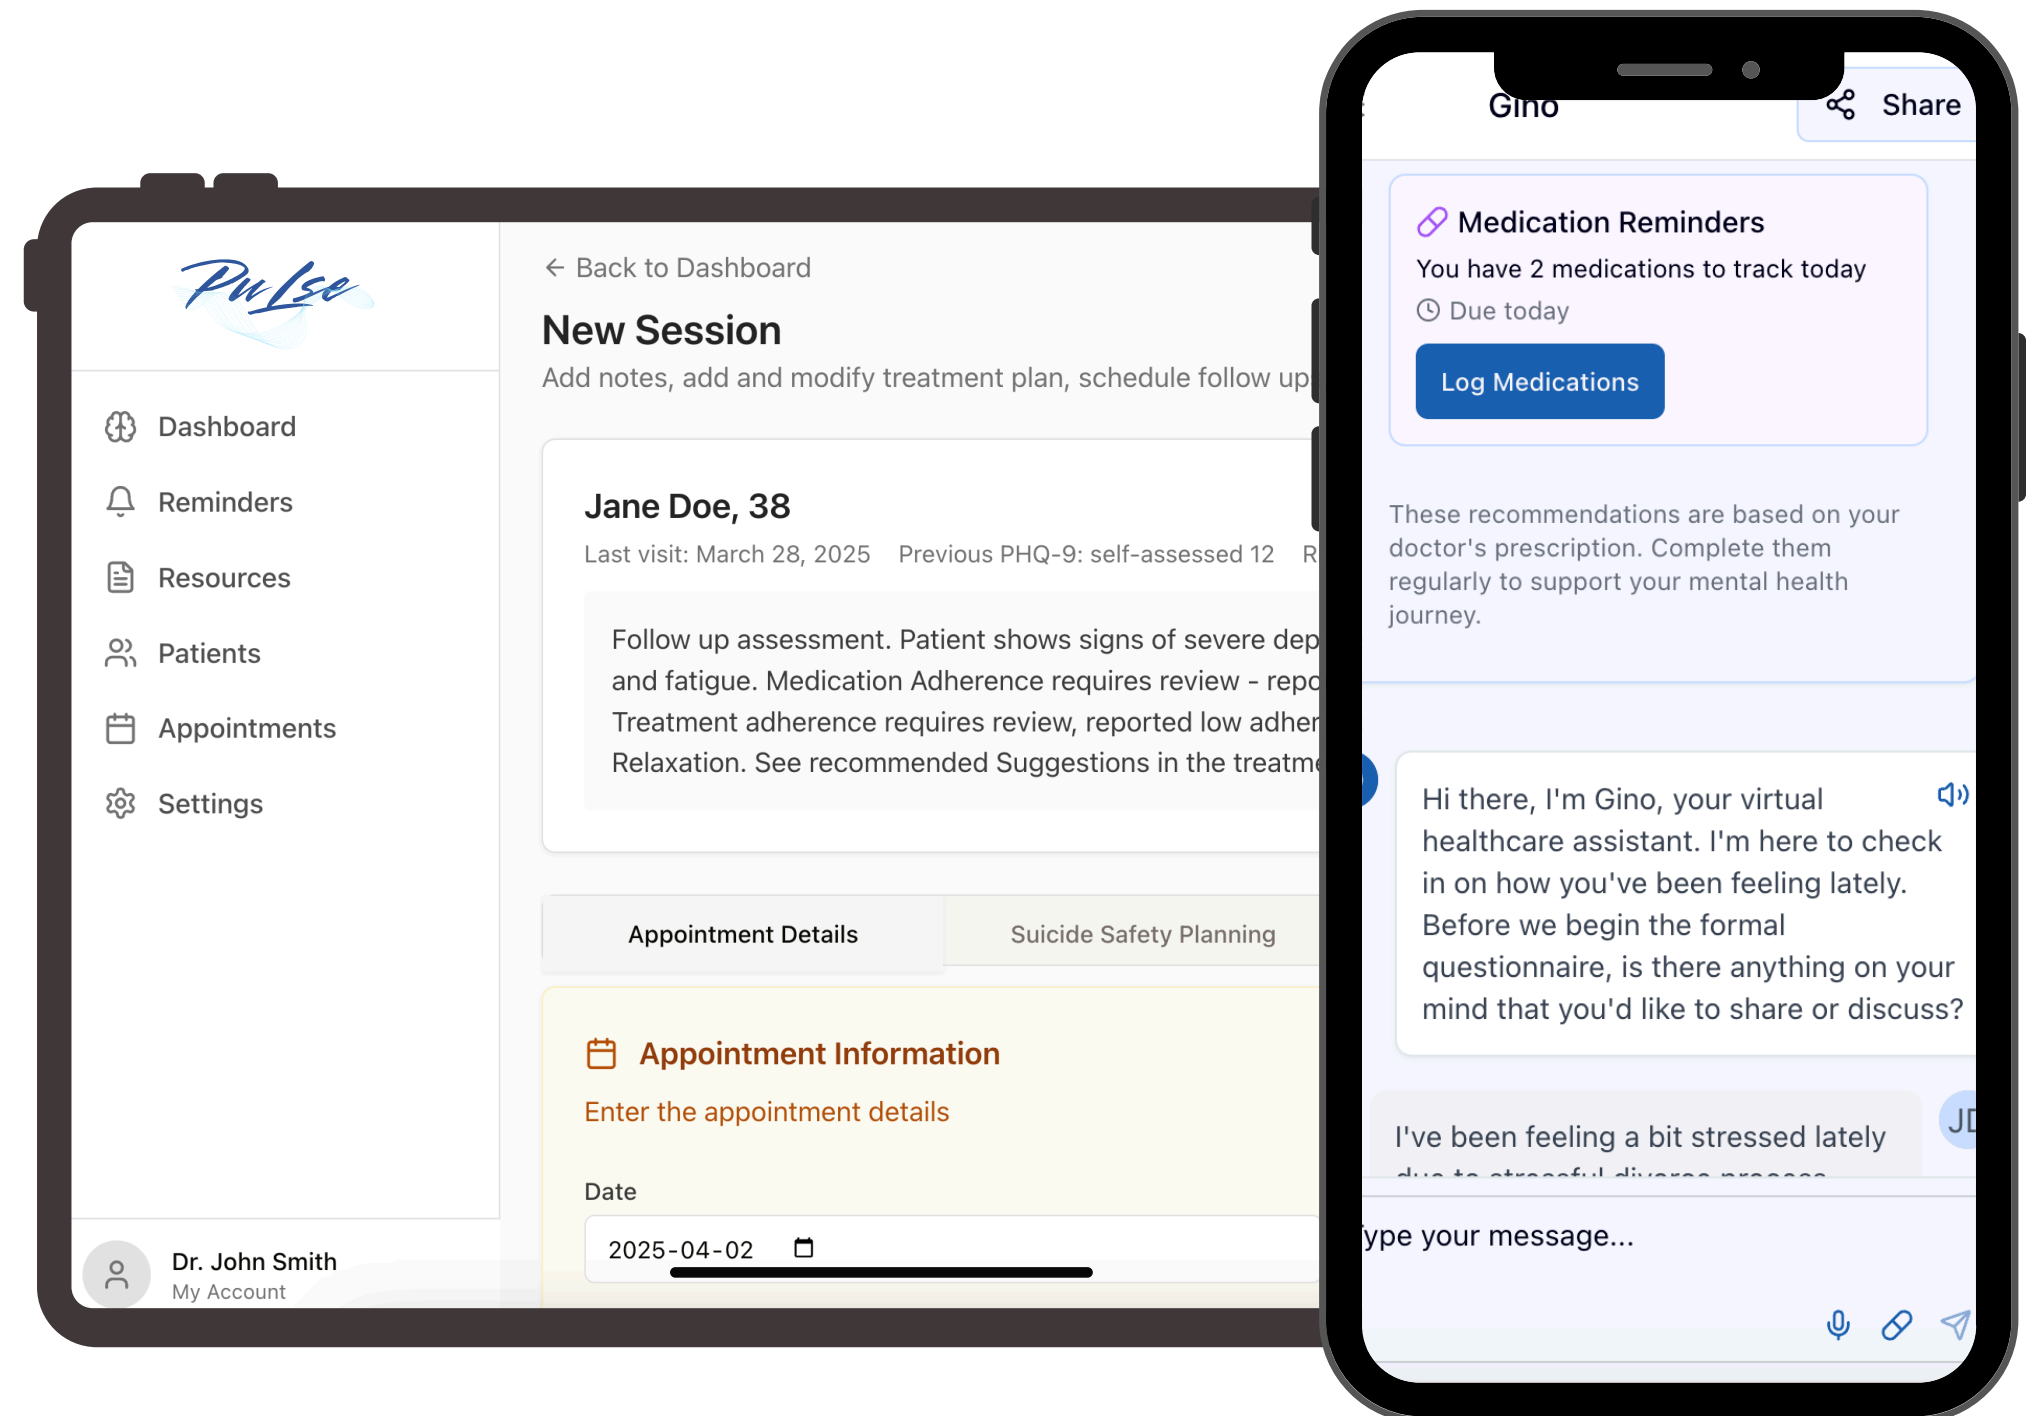 PuLse
Dashboard
Reminders
Resources
Patients
Appointments
Settings
Dr. John Smith
My Account
← Back to Dashboard
New Session
Add notes, add and modify treatment plan, schedule follow up
Jane Doe, 38
Last visit: March 28, 2025 Previous PHQ-9: self-assessed 12 R
Follow up assessment. Patient shows signs of severe dep
and fatigue. Medication Adherence requires review - repo
Treatment adherence requires review, reported low adher
Relaxation. See recommended Suggestions in the treatme
Appointment Details
Suicide Safety Planning
Appointment Information
Enter the appointment details
Date
2025-04-02
Gino
Share
Medication Reminders
You have 2 medications to track today
Due today
Log Medications
These recommendations are based on your
doctor's prescription. Complete them
regularly to support your mental health
journey.
Hi there, I'm Gino, your virtual
healthcare assistant. I'm here to check
in on how you've been feeling lately.
Before we begin the formal
questionnaire, is there anything on your
mind that you'd like to share or discuss?
JD
I've been feeling a bit stressed lately
due to stressful divorce process
ype your message...